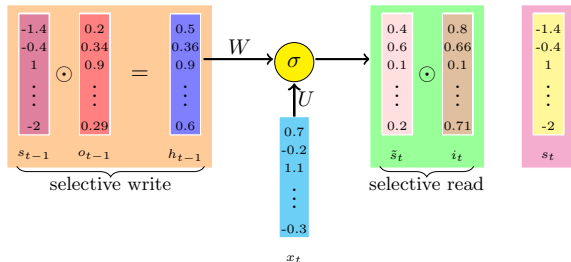 -1.4 0.2 0.5 0.4 0.8 -1.4
-0.4 0.34 0.36 W 0.6 0.66 -0.4
1 ⊙ 0.9 = 0.9 σ 0.1 ⊙ 0.1 1
⋮ ⋮ ⋮ U ⋮ ⋮ ⋮
-2 0.29 0.6 0.2 0.71 -2
s_{t−1} o_{t−1} h_{t−1} s̃_t i_t s_t
selective write selective read
0.7
-0.2
1.1
⋮
-0.3
x_t